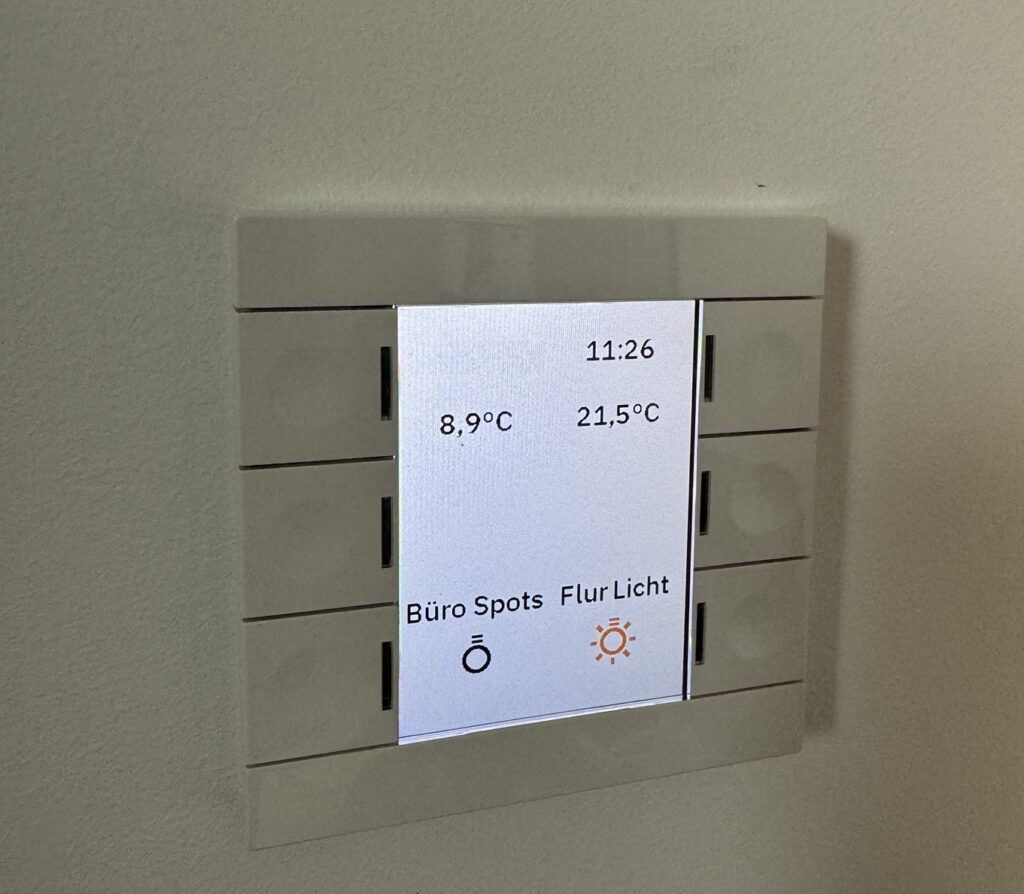 11:26
8,9°C 21,5°C
Büro Spots Flur Licht